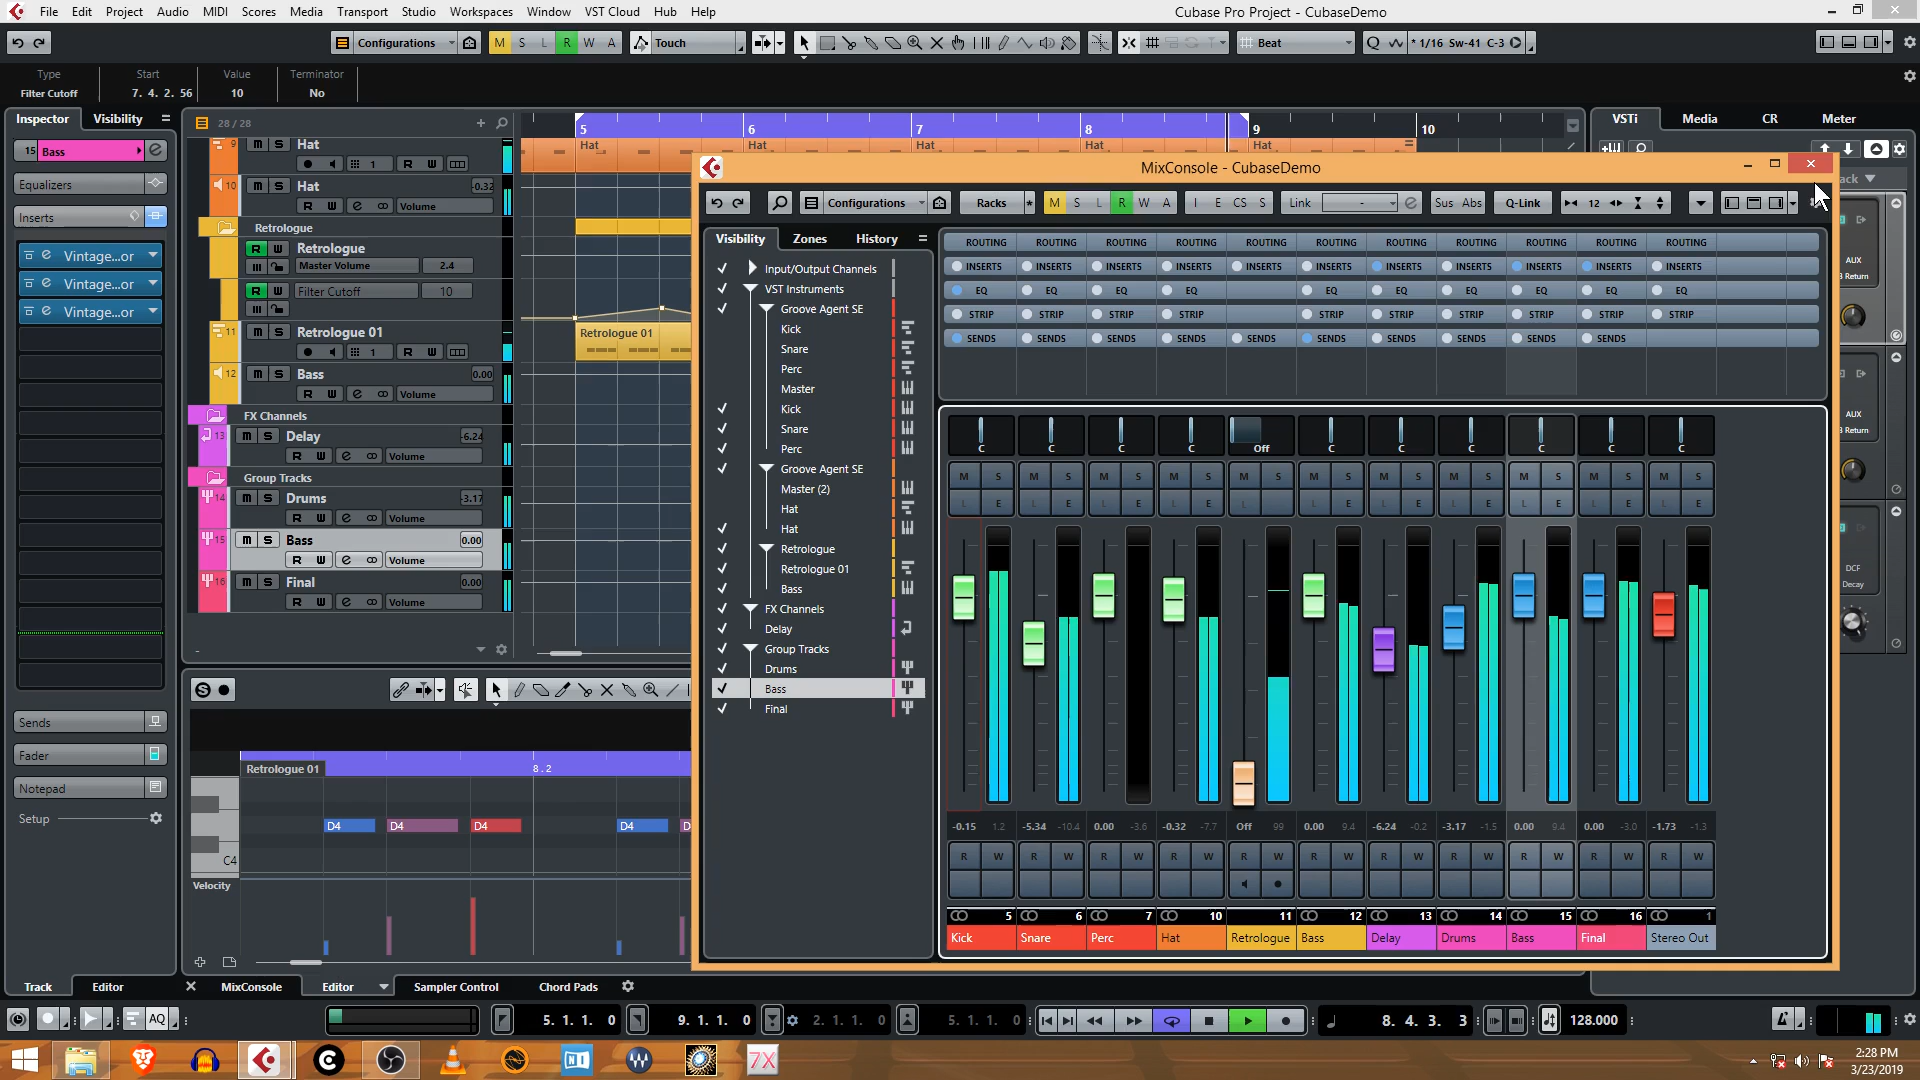 File Edit Project Audio MIDI Scores Media Transport Studio Workspaces Window VST Cloud Hub Help
Cubase Pro Project - CubaseDemo
Configurations M S L R W A Touch Beat Q * 1/16 Sw-41 C-3
Type Start Value Terminator
Filter Cutoff 7. 4. 2. 56 10 No
Inspector Visibility
28 / 28
5 6 7 8 9 10
VSTi Media CR Meter
15 Bass
Equalizers
Inserts
Vintage...or
Vintage...or
Vintage...or
Sends
Fader
Notepad
Setup
9 m S Hat
1 R W
10 m S Hat -0.32
R W e Volume
Retrologue
R W Retrologue
Master Volume 2.4
R W Filter Cutoff 10
11 m S Retrologue 01
1 R W
12 m S Bass 0.00
R W e Volume
FX Channels
13 m S Delay -6.24
R W e Volume
Group Tracks
14 m S Drums -3.17
R W e Volume
15 m S Bass 0.00
R W e Volume
16 m S Final 0.00
R W e Volume
Hat Hat Hat Hat
Retrologue 01
MixConsole - CubaseDemo
Configurations Racks * M S L R W A I E CS S Link - Sus Abs Q-Link 12
Visibility Zones History
Input/Output Channels
VST Instruments
Groove Agent SE
Kick
Snare
Perc
Master
Kick
Snare
Perc
Groove Agent SE
Master (2)
Hat
Hat
Retrologue
Retrologue 01
Bass
FX Channels
Delay
Group Tracks
Drums
Bass
Final
ROUTING ROUTING ROUTING ROUTING ROUTING ROUTING ROUTING ROUTING ROUTING ROUTING ROUTING
INSERTS INSERTS INSERTS INSERTS INSERTS INSERTS INSERTS INSERTS INSERTS INSERTS INSERTS
EQ EQ EQ EQ EQ EQ EQ EQ EQ EQ
STRIP STRIP STRIP STRIP STRIP STRIP STRIP STRIP STRIP STRIP
SENDS SENDS SENDS SENDS SENDS SENDS SENDS SENDS SENDS SENDS
C C C C Off C C C C C C
M S M S M S M S M S M S M S M S M S M S M S
L E L E L E L E L L E L E L E L E L E L E
-0.15 1.2 -5.34 -10.4 0.00 -3.6 -0.32 -7.7 Off 99 0.00 9.4 -6.24 -0.2 -3.17 -1.5 0.00 9.4 0.00 -3.0 -1.73 -1.3
R W R W R W R W R W R W R W R W R W R W R W
5 6 7 10 11 12 13 14 15 16 1
Kick Snare Perc Hat Retrologue Bass Delay Drums Bass Final Stereo Out
ack
AUX
3 Return
AUX
3 Return
DCF
Decay
Retrologue 01
8.2
D4 D4 D4 D4 D
C4
Velocity
Track Editor MixConsole Editor Sampler Control Chord Pads
AQ 5. 1. 1. 0 9. 1. 1. 0 2. 1. 1. 0 5. 1. 1. 0 8. 4. 3. 3 128.000
NI 7X
2:28 PM
3/23/2019